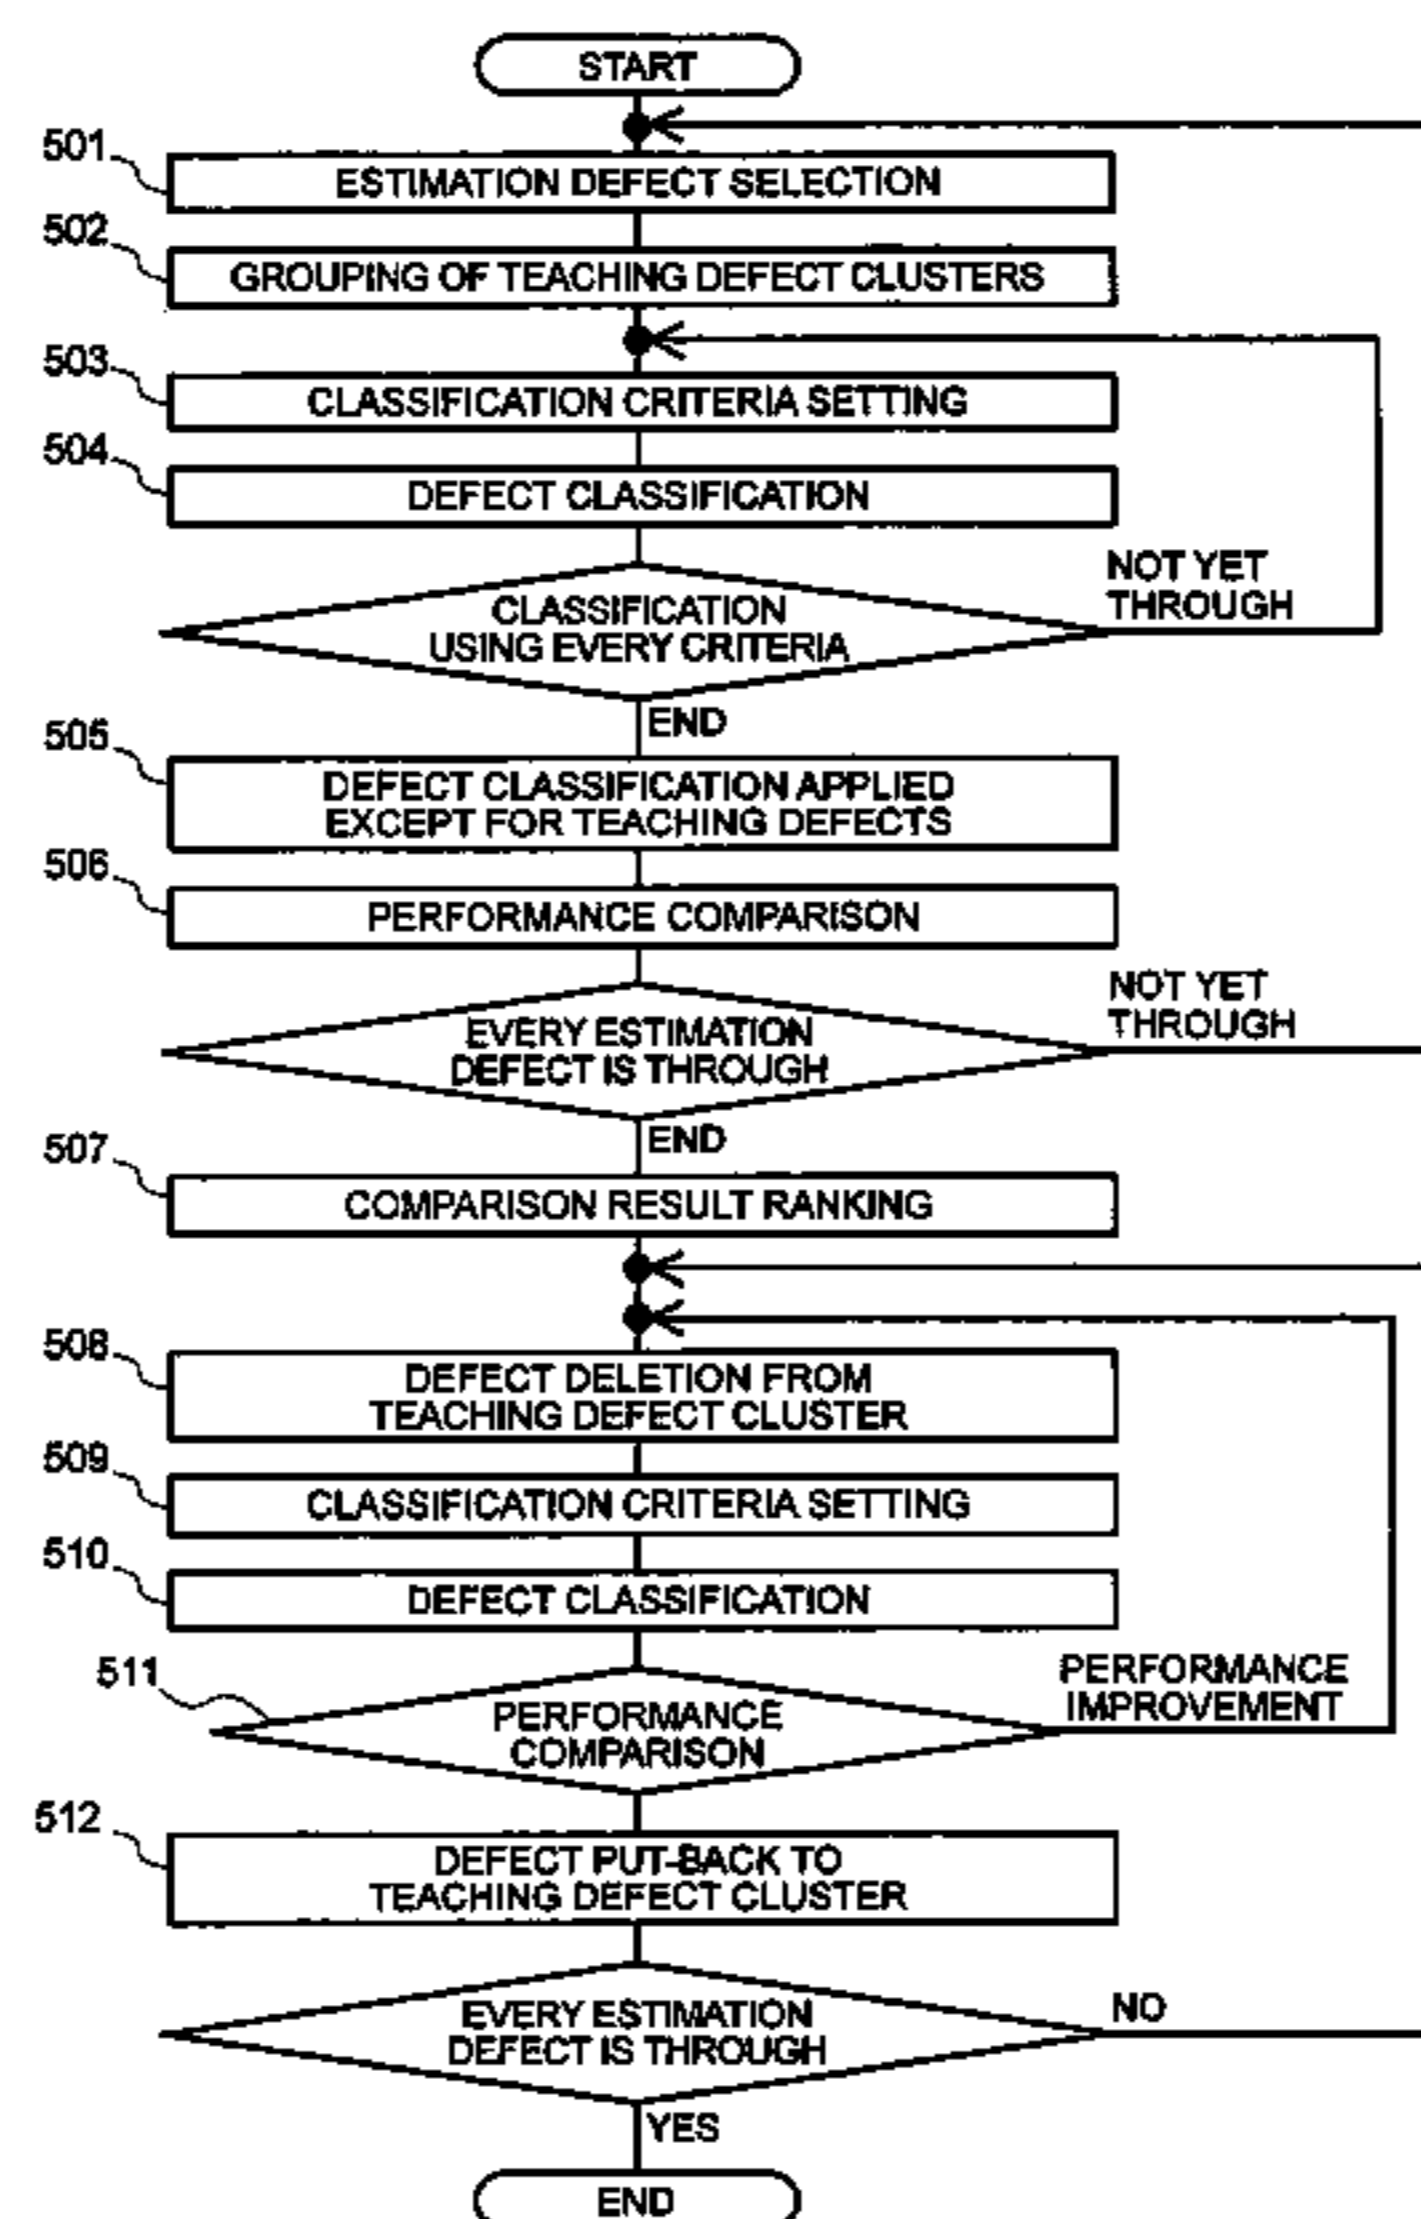 START
501
ESTIMATION DEFECT SELECTION
502
GROUPING OF TEACHING DEFECT CLUSTERS
503
CLASSIFICATION CRITERIA SETTING
504
DEFECT CLASSIFICATION
CLASSIFICATION
USING EVERY CRITERIA
NOT YET
THROUGH
END
505
DEFECT CLASSIFICATION APPLIED
EXCEPT FOR TEACHING DEFECTS
506
PERFORMANCE COMPARISON
EVERY ESTIMATION
DEFECT IS THROUGH
NOT YET
THROUGH
END
507
COMPARISON RESULT RANKING
508
DEFECT DELETION FROM
TEACHING DEFECT CLUSTER
509
CLASSIFICATION CRITERIA SETTING
510
DEFECT CLASSIFICATION
511
PERFORMANCE
COMPARISON
PERFORMANCE
IMPROVEMENT
512
DEFECT PUT-BACK TO
TEACHING DEFECT CLUSTER
EVERY ESTIMATION
DEFECT IS THROUGH
NO
YES
END